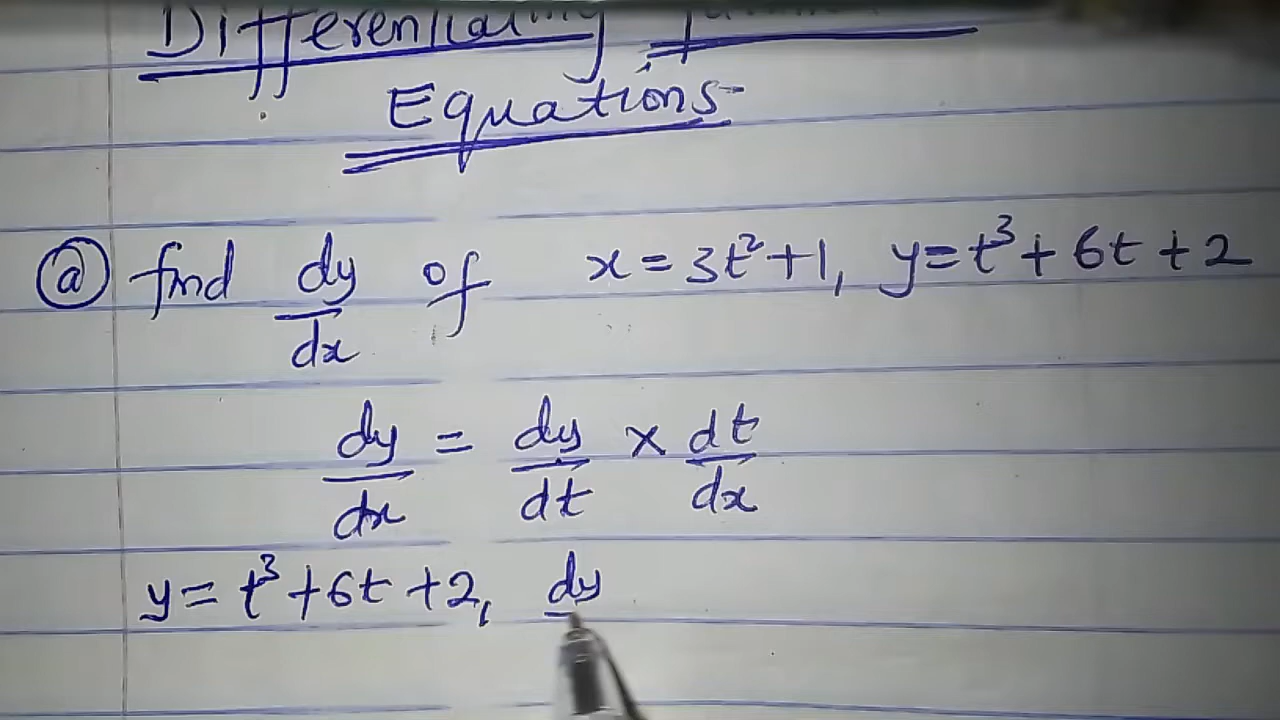 Differentiating
Equations
(a) find dy/dx of x = 3t² + 1, y = t³ + 6t + 2
dy/dx = dy/dt × dt/dx
y = t³ + 6t + 2, dy